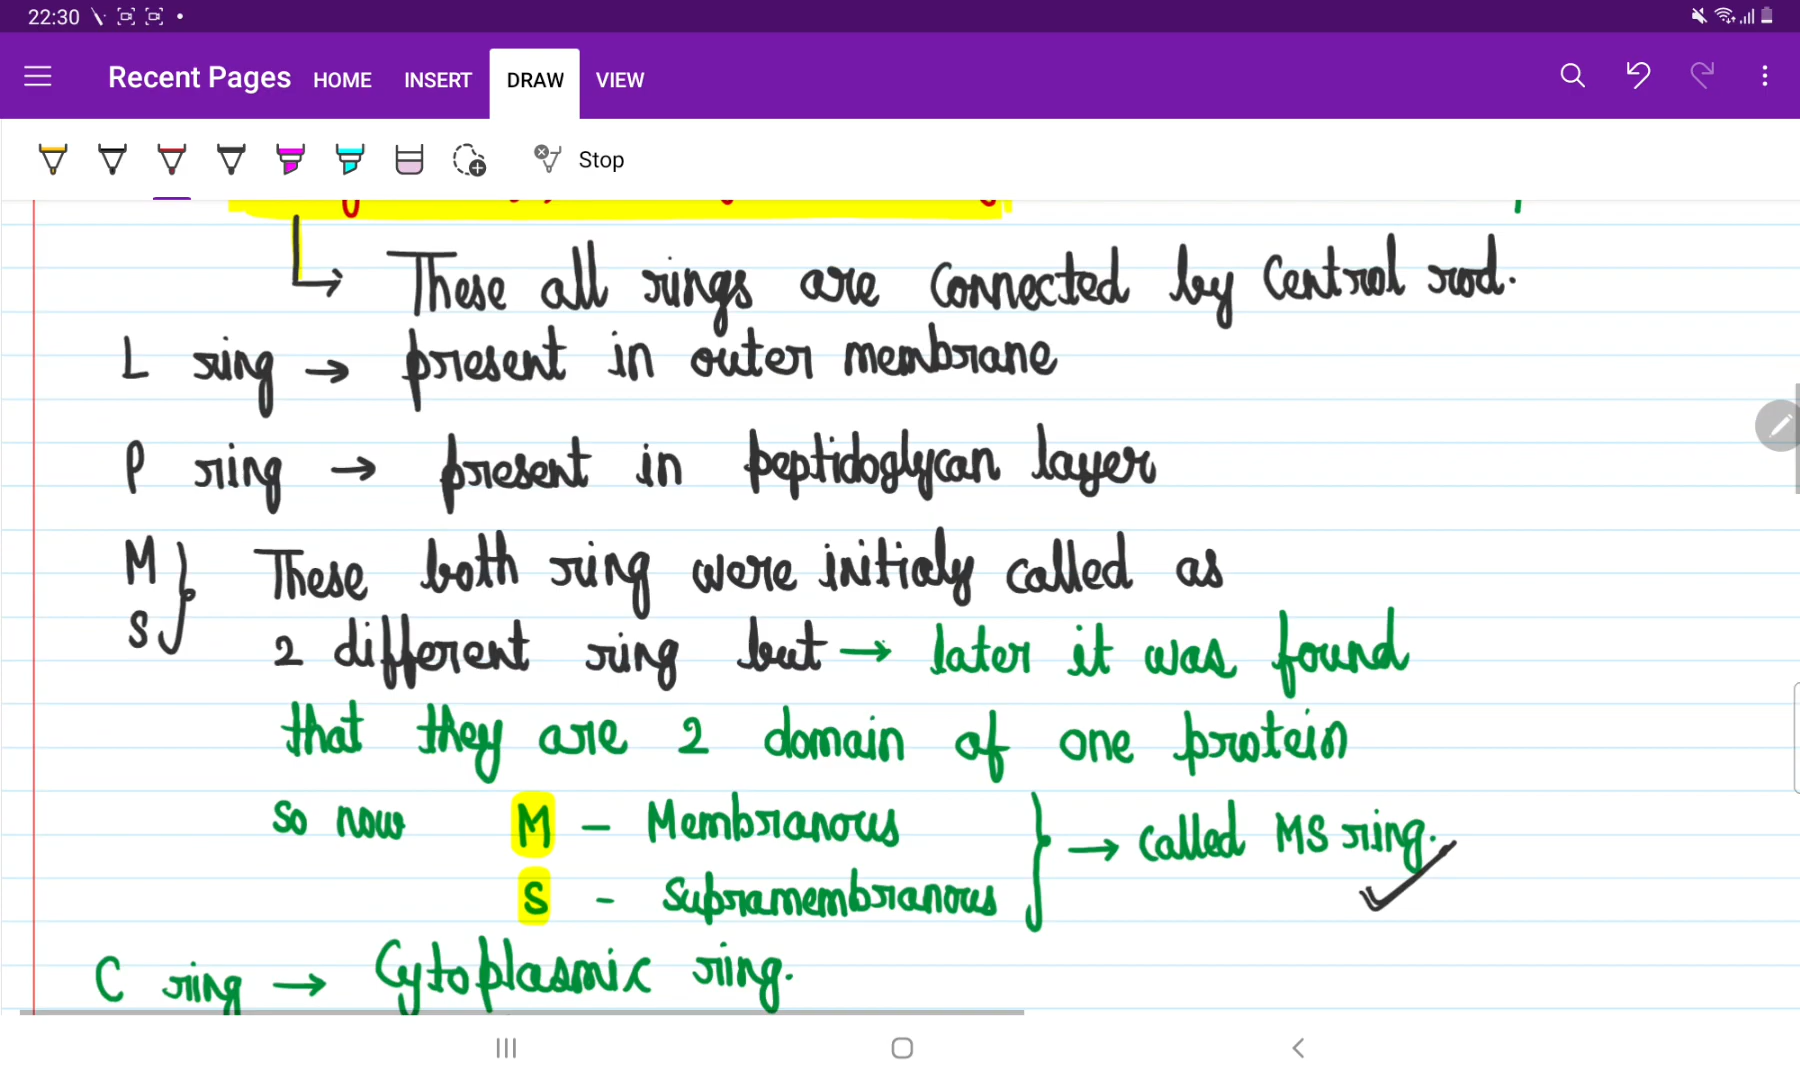 22:30
Recent Pages HOME INSERT DRAW VIEW
Stop
These all rings are connected by Central rod.
L ring → present in outer membrane
P ring → present in peptidoglycan layer
M
S } These both ring were initialy called as
2 different ring but → later it was found
that they are 2 domain of one protein
So now M - Membranous
S - Supramembranous } → called MS ring.
C ring → Cytoplasmic ring.